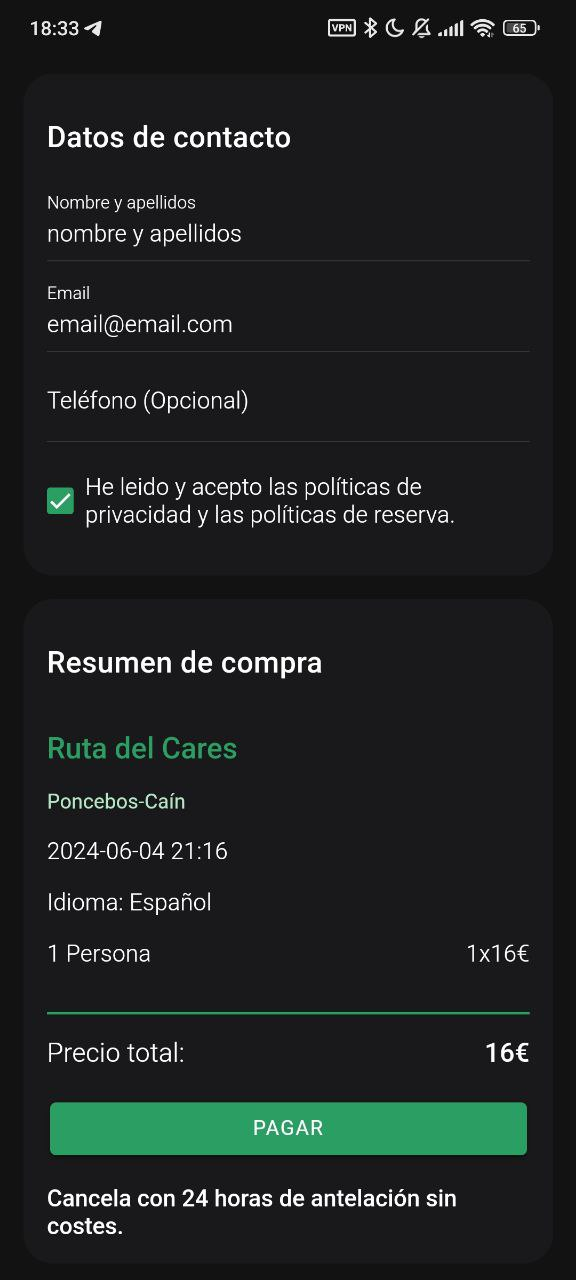 18:33
VPN
65
Datos de contacto
Nombre y apellidos
nombre y apellidos
Email
email@email.com
Teléfono (Opcional)
He leido y acepto las políticas de
privacidad y las políticas de reserva.
Resumen de compra
Ruta del Cares
Poncebos-Caín
2024-06-04 21:16
Idioma: Español
1 Persona 1x16€
Precio total: 16€
PAGAR
Cancela con 24 horas de antelación sin
costes.